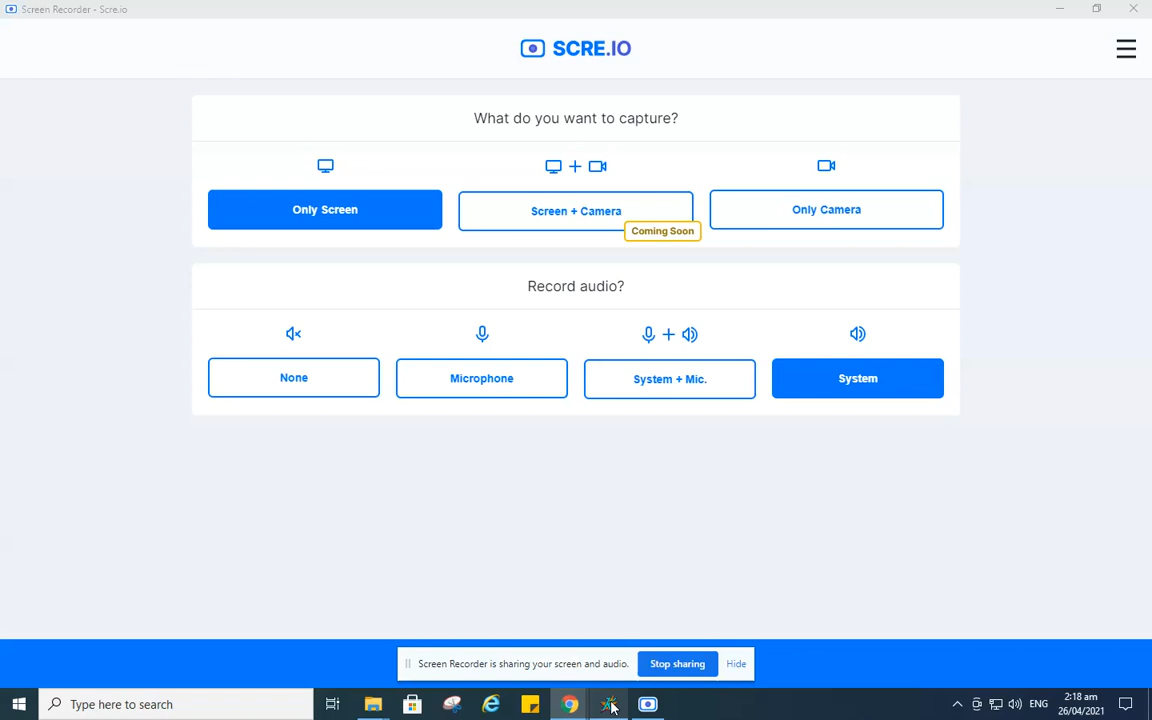 Screen Recorder - Scre.io
SCRE.IO
What do you want to capture?
Only Screen
Screen + Camera
Only Camera
Coming Soon
Record audio?
None
Microphone
System + Mic.
System
Screen Recorder is sharing your screen and audio.
Stop sharing
Hide
Type here to search
ENG
2:18 am
26/04/2021